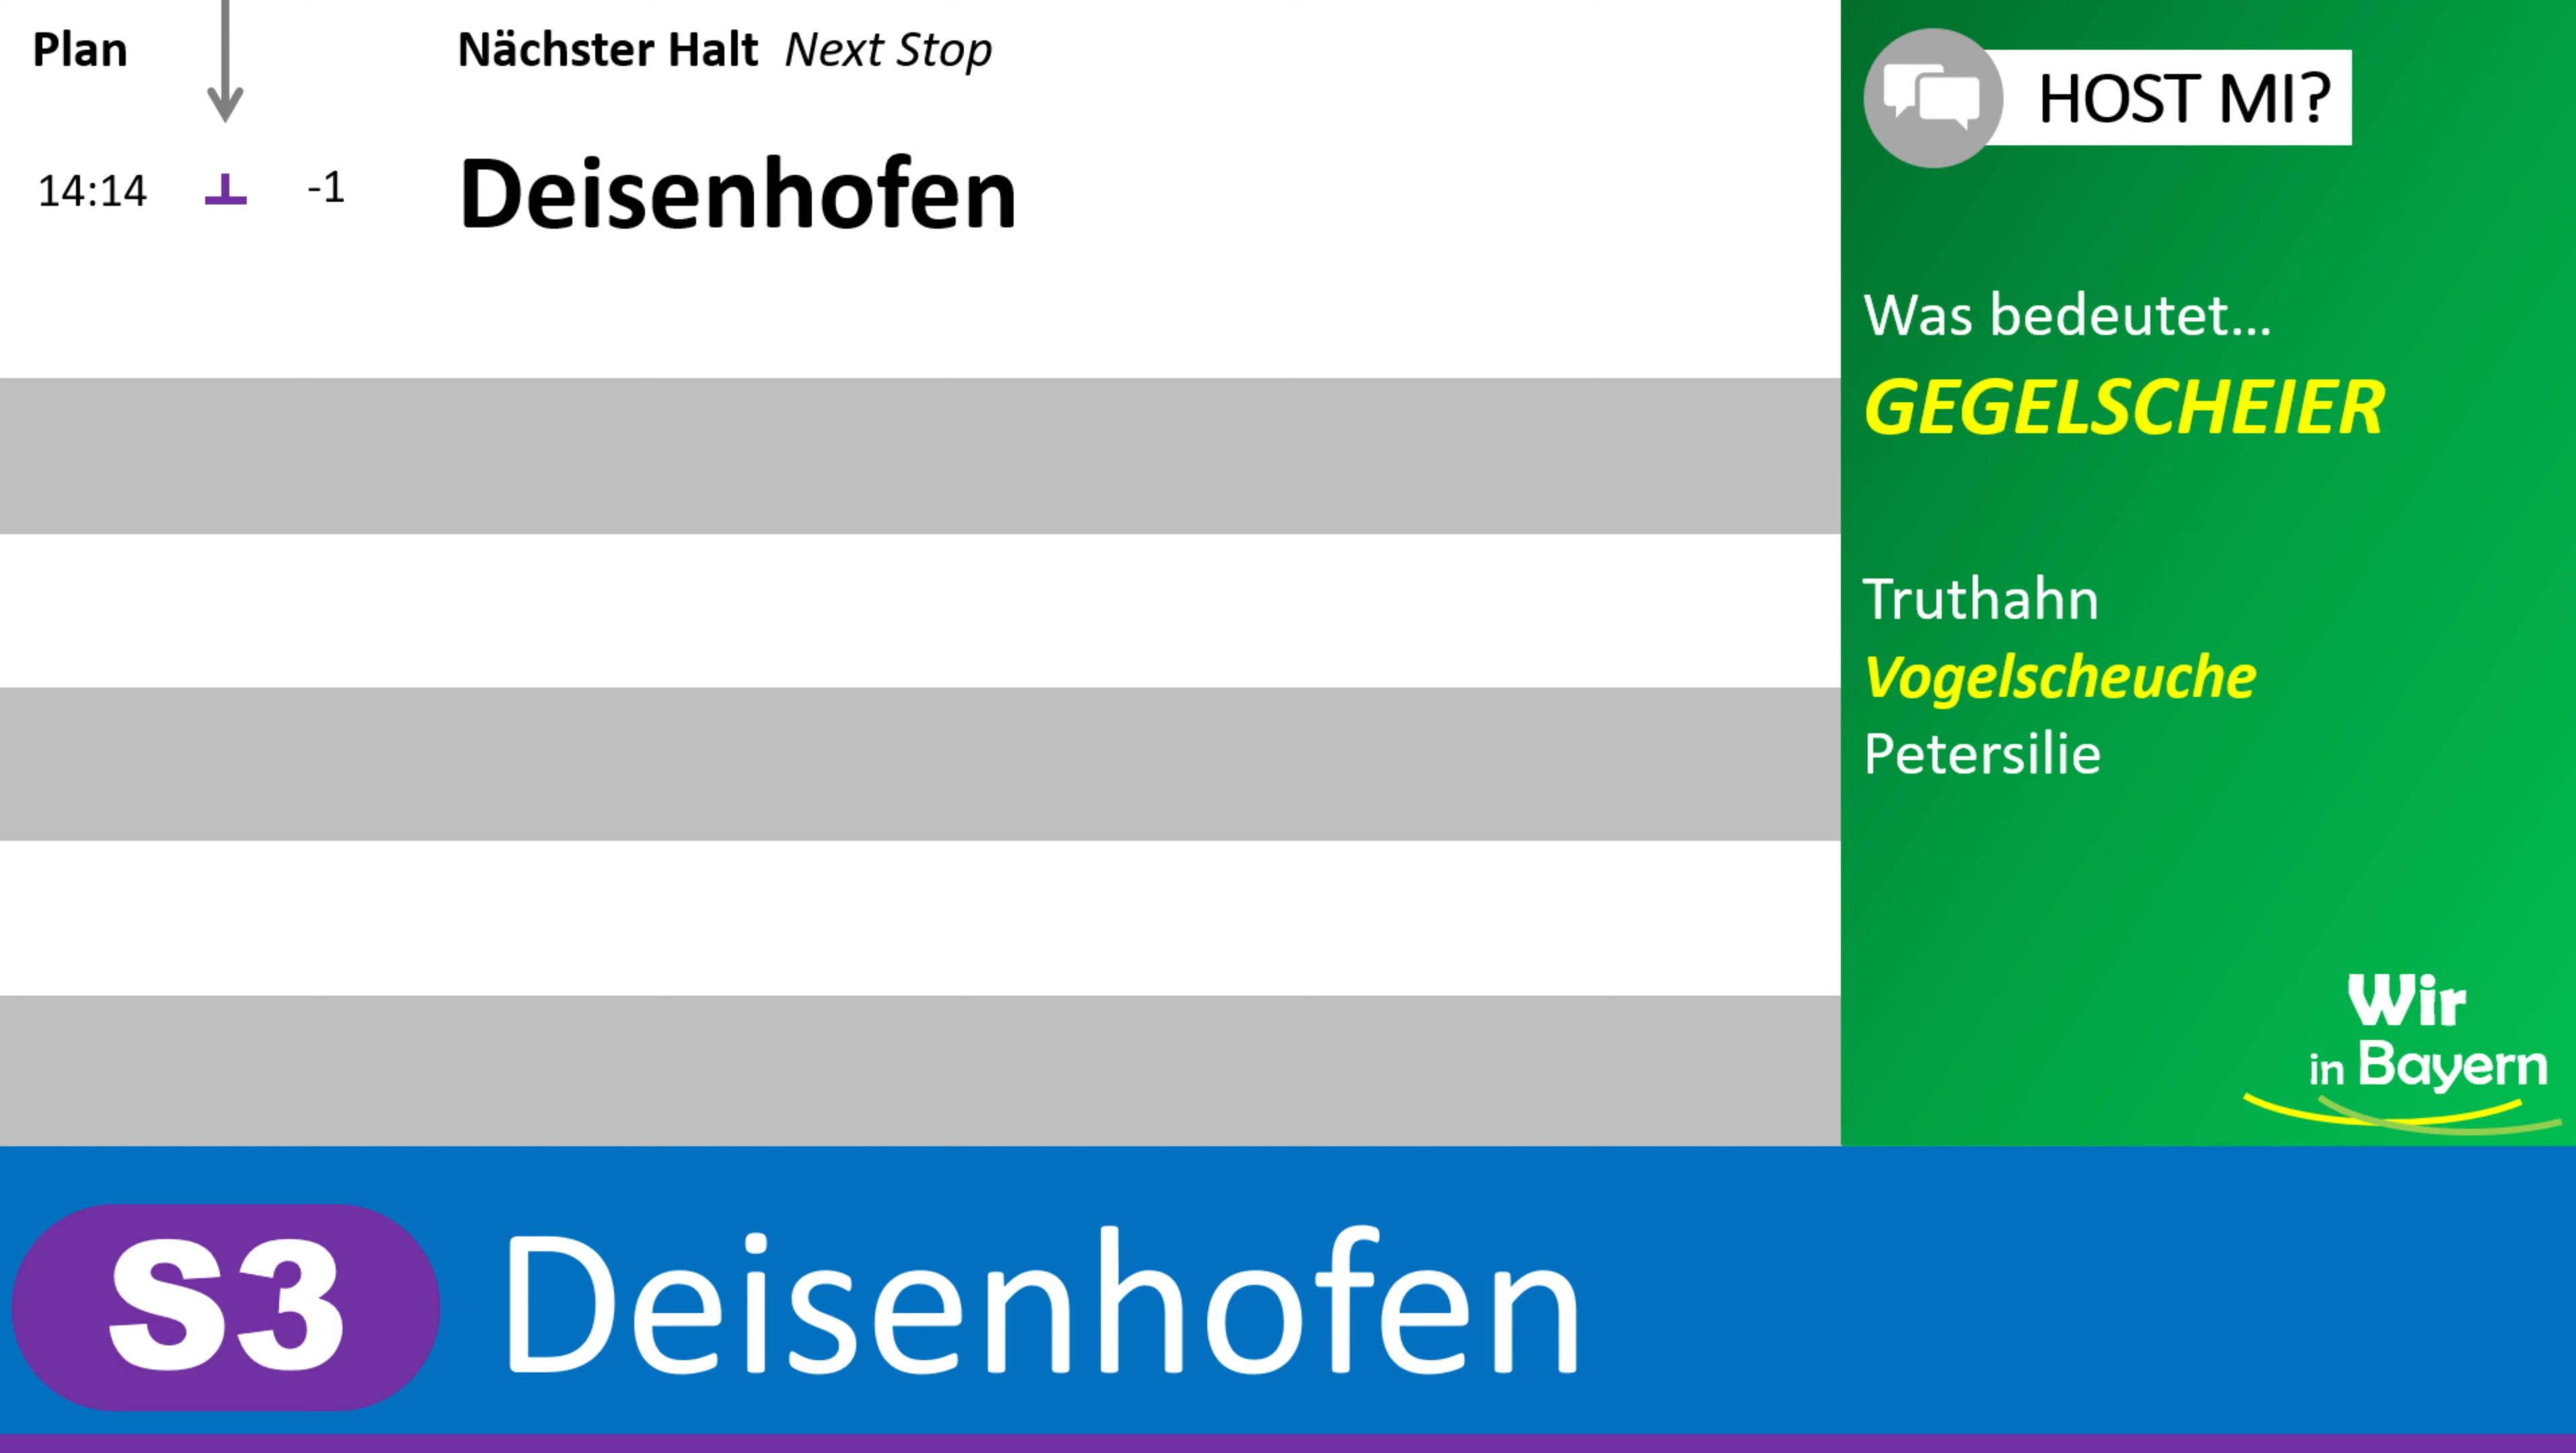 Plan
Nächster Halt Next Stop
14:14 -1 Deisenhofen
HOST MI?
Was bedeutet...
GEGELSCHEIER
Truthahn
Vogelscheuche
Petersilie
Wir
in Bayern
S3 Deisenhofen